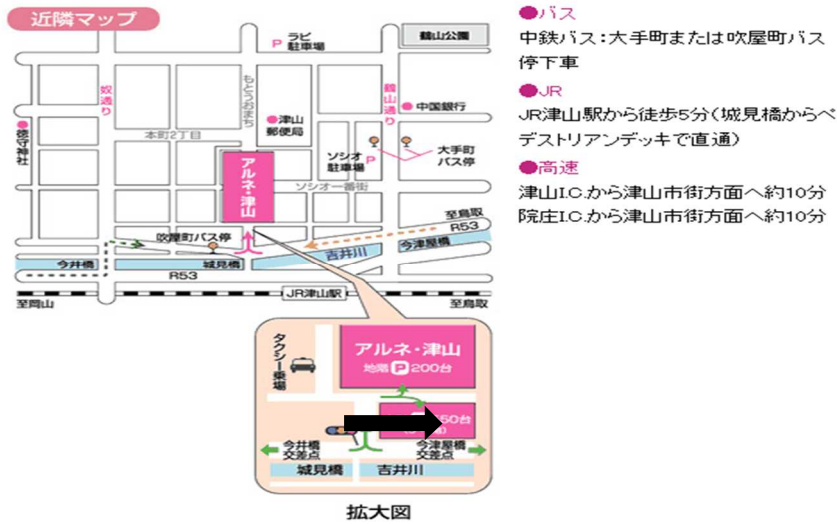 近隣マップ
ラピ
駐車場
P
鶴山公園
奴通り
もとうおまち
鶴山通り
中国銀行
徳守神社
津山
郵便局
本町2丁目
ソシオ
駐車場
P
大手町
バス停
アルネ・津山
ソシオ一番街
吹屋町バス停
至鳥取
R53
今津屋橋
吉井川
今井橋
城見橋
R53
至岡山
JR津山駅
至鳥取
タクシー乗場
アルネ・津山
地階P200台
50台
今井橋
交差点
今津屋橋
交差点
城見橋
吉井川
拡大図
●バス
中鉄バス:大手町または吹屋町バス
停下車
●JR
JR津山駅から徒歩5分(城見橋からペ
デストリアンデッキで直通)
●高速
津山I.C.から津山市街方面へ約10分
院庄I.C.から津山市街方面へ約10分